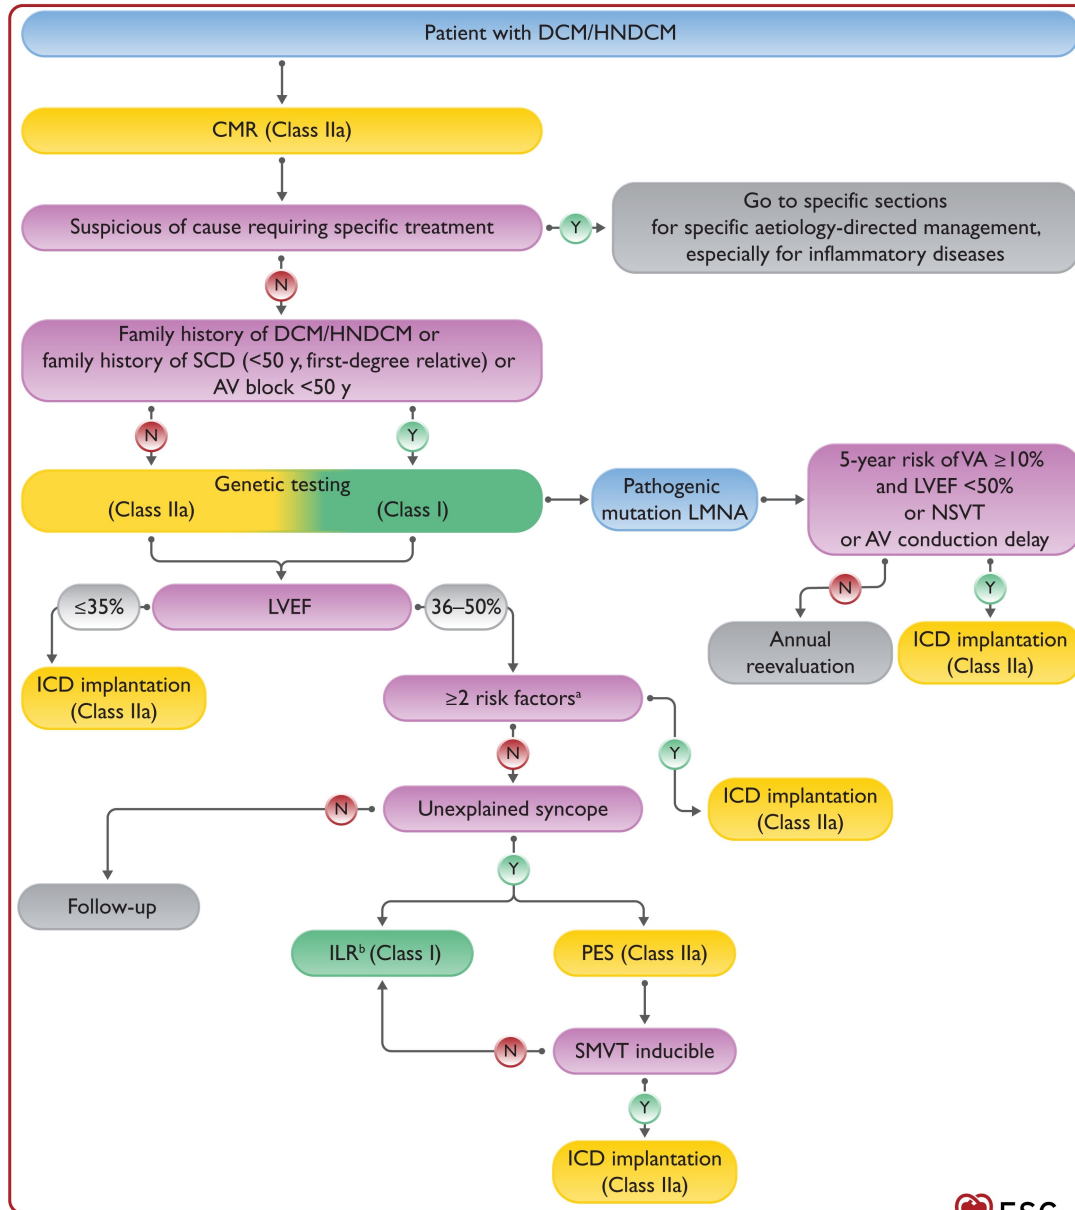 Patient with DCM/HNDCM
CMR (Class IIa)
Suspicious of cause requiring specific treatment
Y
Go to specific sections
for specific aetiology-directed management,
especially for inflammatory diseases
N
Family history of DCM/HNDCM or
family history of SCD (<50 y, first-degree relative) or
AV block <50 y
N
Y
Genetic testing
(Class IIa)
(Class I)
Pathogenic
mutation LMNA
5-year risk of VA ≥10%
and LVEF <50%
or NSVT
or AV conduction delay
N
Y
Annual
reevaluation
ICD implantation
(Class IIa)
≤35%
LVEF
36–50%
ICD implantation
(Class IIa)
≥2 risk factorsᵃ
N
Y
ICD implantation
(Class IIa)
Unexplained syncope
N
Y
Follow-up
ILRᵇ (Class I)
PES (Class IIa)
SMVT inducible
N
Y
ICD implantation
(Class IIa)